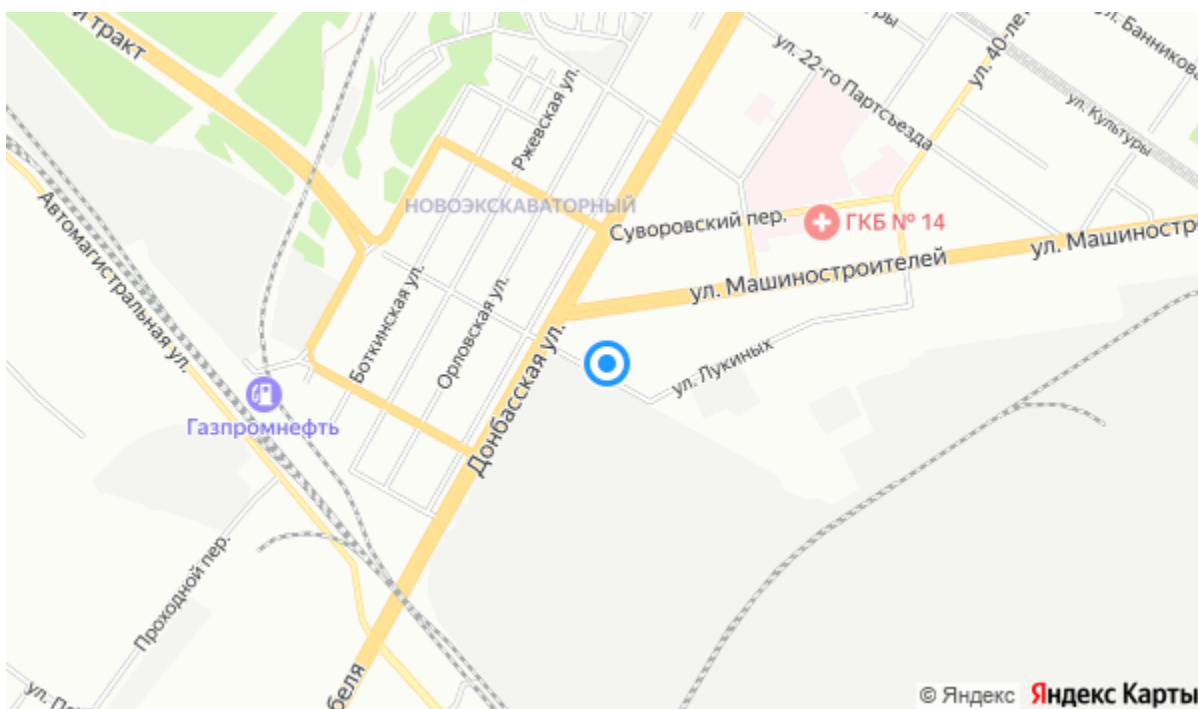 й тракт
ул. 22-го Партсъезда
ул. 40-ле
ул. Банникова
ул. Культуры
Ржевская ул.
НОВОЭКСКАВАТОРНЫЙ
Суворовский пер.
ГКБ № 14
ул. Машиностроителей
ул. Машиностро
Автомагистральная ул.
Боткинская ул.
Орловская ул.
Донбасская ул.
ул. Лукиных
Газпромнефть
Проходной пер.
беля
© Яндекс Яндекс Карты